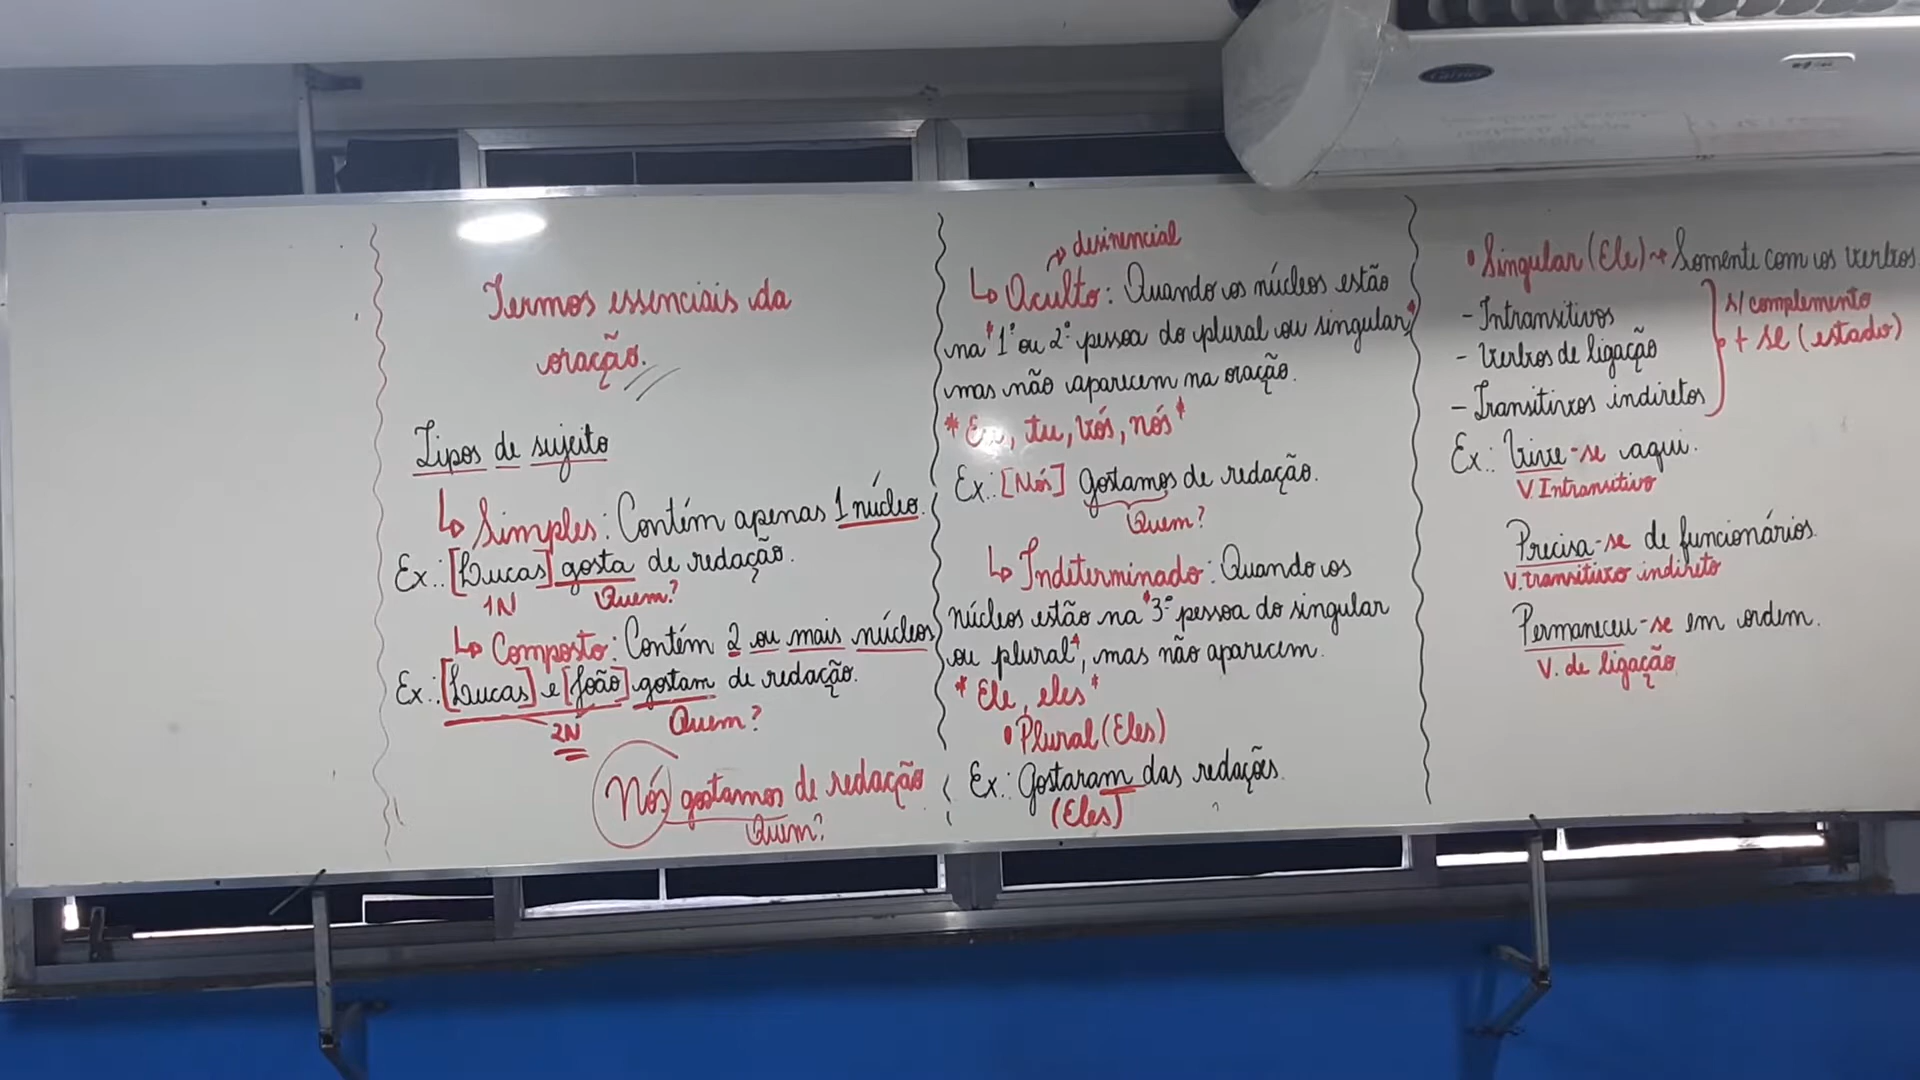 Termos essenciais da
oração.
Tipos de sujeito
↳ Simples: Contém apenas 1 núcleo.
Ex.: [Lucas] gosta de redação.
1N Quem?
↳ Composto: Contém 2 ou mais núcleos
Ex.: [Lucas] e [João] gostam de redação.
2N Quem?
Nós gostamos de redação
Quem?
→ desinencial
↳ Oculto: Quando os núcleos estão
na "1ª ou 2ª pessoa do plural ou singular",
mas não aparecem na oração.
* Eu, tu, vós, nós *
Ex.: [Nós] gostamos de redação.
Quem?
↳ Indeterminado: Quando os
núcleos estão na "3ª pessoa do singular
ou plural", mas não aparecem.
* Ele, eles *
• Plural (Eles)
Ex.: Gostaram das redações.
(Eles)
• Singular (Ele) → Somente com os verbos
- Intransitivos
- Verbos de ligação
- Transitivos indiretos
s/ complemento
+ se (estado)
Ex.: Vive-se aqui.
V. Intransitivo
Precisa-se de funcionários.
V. transitivo indireto
Permaneceu-se em ordem.
V. de ligação
Carrier